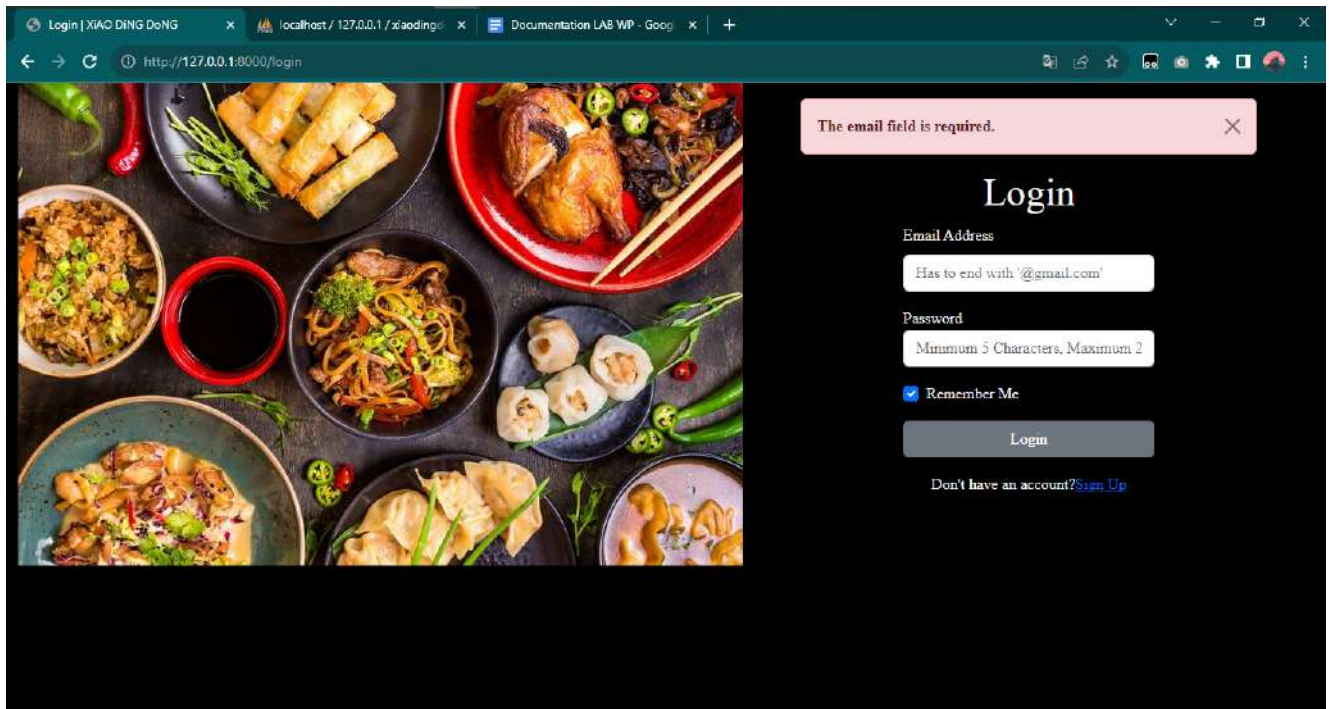 Login | XiAO DiNG DoNG
localhost / 127.0.0.1 / xiaodingd
Documentation LAB WP - Goog
http://127.0.0.1:8000/login
The email field is required.
Login
Email Address
Has to end with '@gmail.com'
Password
Minimum 5 Characters, Maximum 2
Remember Me
Login
Don't have an account?Sign Up